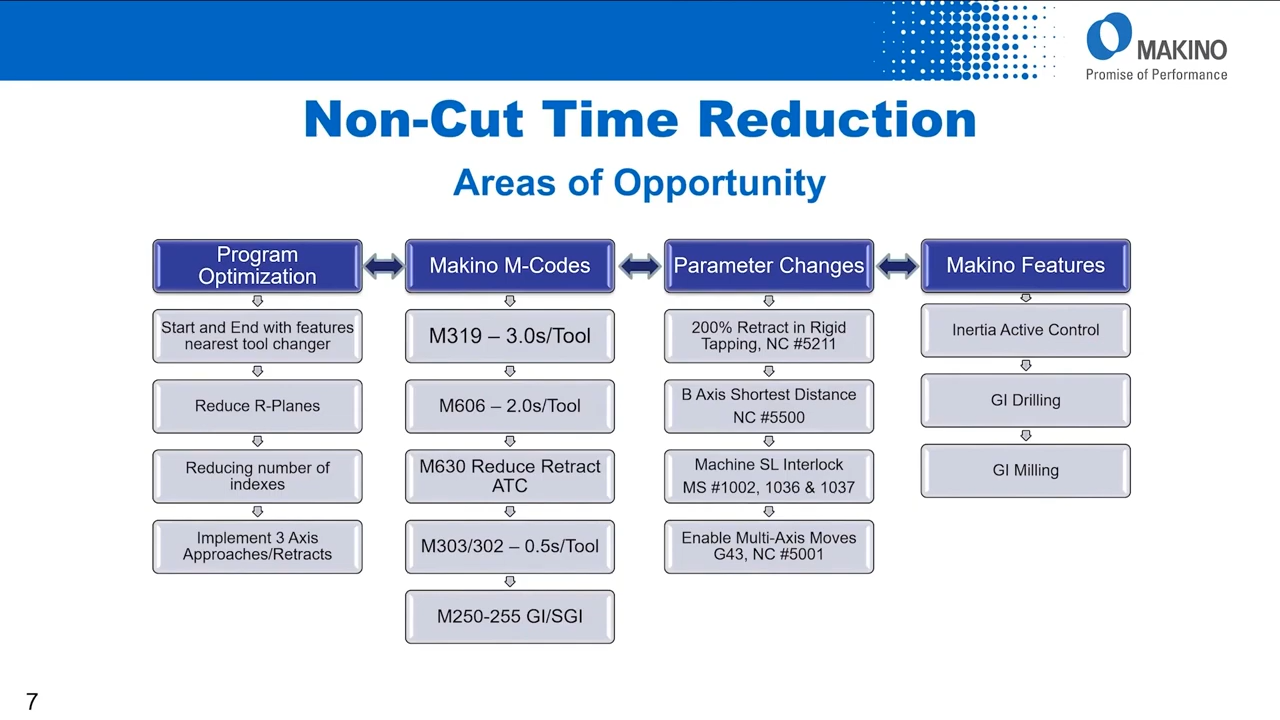 MAKINO
Promise of Performance
Non-Cut Time Reduction
Areas of Opportunity
Program
Optimization
Start and End with features
nearest tool changer
Reduce R-Planes
Reducing number of
indexes
Implement 3 Axis
Approaches/Retracts
Makino M-Codes
M319 – 3.0s/Tool
M606 – 2.0s/Tool
M630 Reduce Retract
ATC
M303/302 – 0.5s/Tool
M250-255 GI/SGI
Parameter Changes
200% Retract in Rigid
Tapping, NC #5211
B Axis Shortest Distance
NC #5500
Machine SL Interlock
MS #1002, 1036 & 1037
Enable Multi-Axis Moves
G43, NC #5001
Makino Features
Inertia Active Control
GI Drilling
GI Milling
7